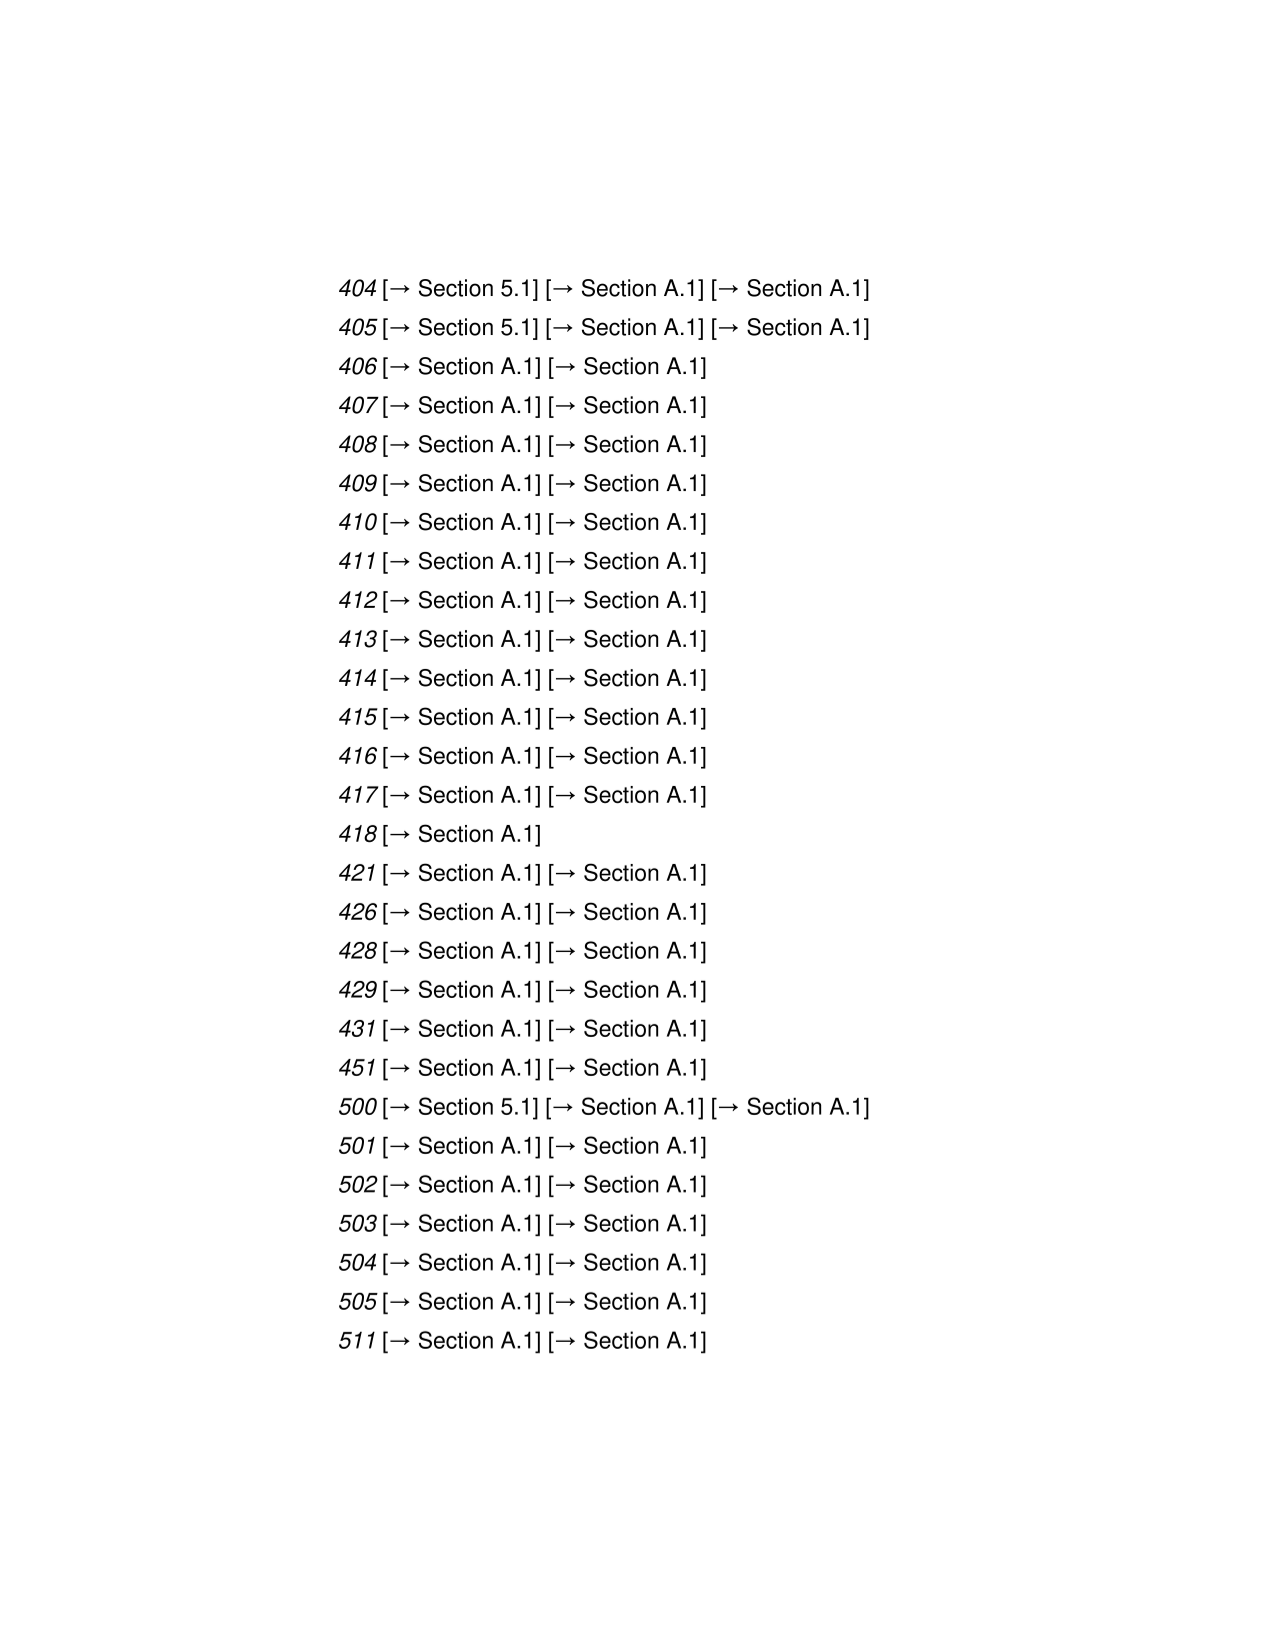 404 [→ Section 5.1] [→ Section A.1] [→ Section A.1]
405 [→ Section 5.1] [→ Section A.1] [→ Section A.1]
406 [→ Section A.1] [→ Section A.1]
407 [→ Section A.1] [→ Section A.1]
408 [→ Section A.1] [→ Section A.1]
409 [→ Section A.1] [→ Section A.1]
410 [→ Section A.1] [→ Section A.1]
411 [→ Section A.1] [→ Section A.1]
412 [→ Section A.1] [→ Section A.1]
413 [→ Section A.1] [→ Section A.1]
414 [→ Section A.1] [→ Section A.1]
415 [→ Section A.1] [→ Section A.1]
416 [→ Section A.1] [→ Section A.1]
417 [→ Section A.1] [→ Section A.1]
418 [→ Section A.1]
421 [→ Section A.1] [→ Section A.1]
426 [→ Section A.1] [→ Section A.1]
428 [→ Section A.1] [→ Section A.1]
429 [→ Section A.1] [→ Section A.1]
431 [→ Section A.1] [→ Section A.1]
451 [→ Section A.1] [→ Section A.1]
500 [→ Section 5.1] [→ Section A.1] [→ Section A.1]
501 [→ Section A.1] [→ Section A.1]
502 [→ Section A.1] [→ Section A.1]
503 [→ Section A.1] [→ Section A.1]
504 [→ Section A.1] [→ Section A.1]
505 [→ Section A.1] [→ Section A.1]
511 [→ Section A.1] [→ Section A.1]